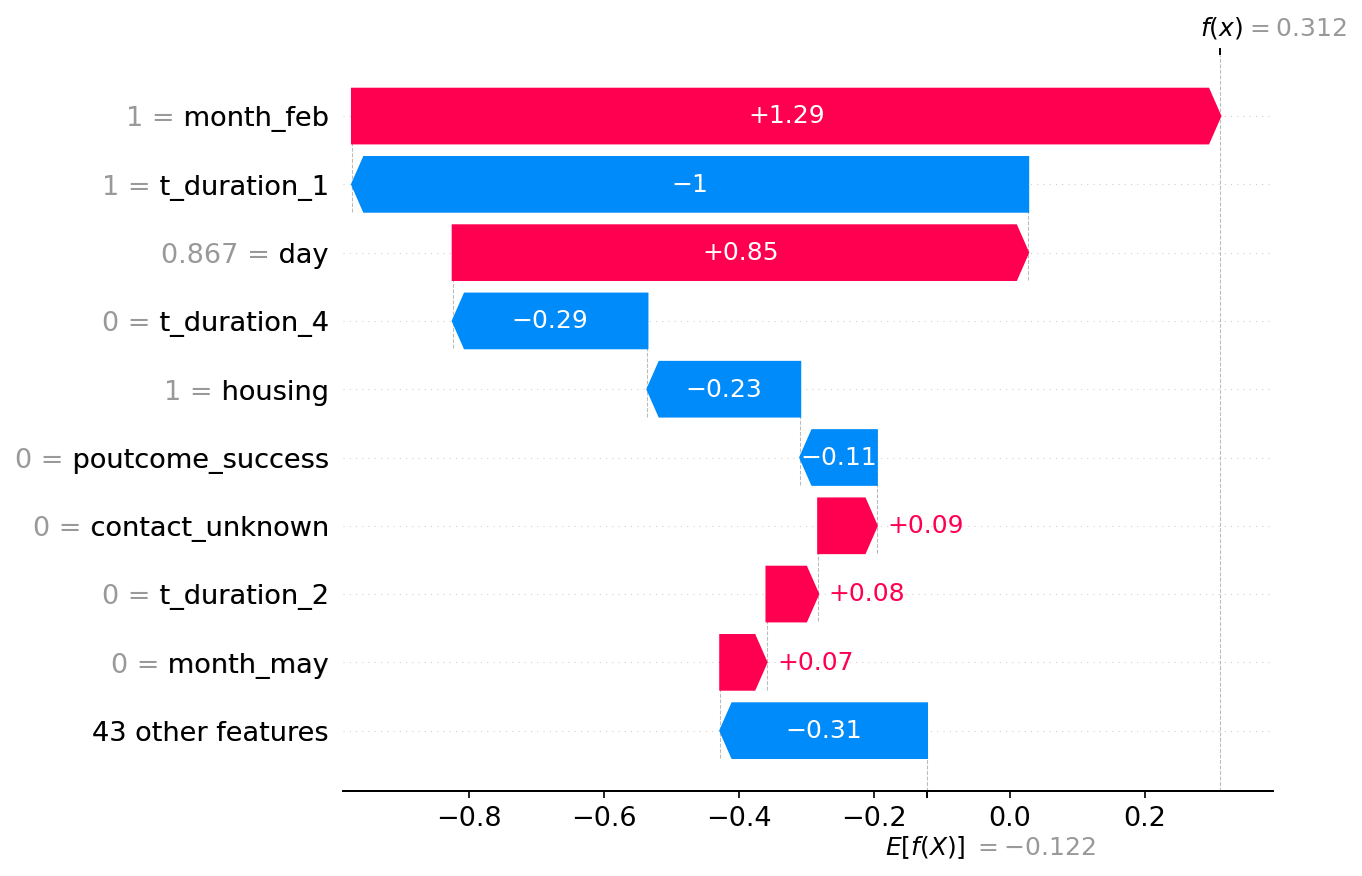 f(x) = 0.312
1 = month_feb
+1.29
1 = t_duration_1
−1
0.867 = day
+0.85
0 = t_duration_4
−0.29
1 = housing
−0.23
0 = poutcome_success
−0.11
0 = contact_unknown
+0.09
0 = t_duration_2
+0.08
0 = month_may
+0.07
43 other features
−0.31
−0.8 −0.6 −0.4 −0.2 0.0 0.2
E[f(X)] = −0.122